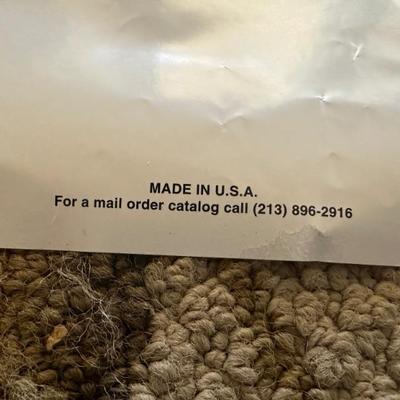 MADE IN U.S.A.
For a mail order catalog call (213) 896-2916